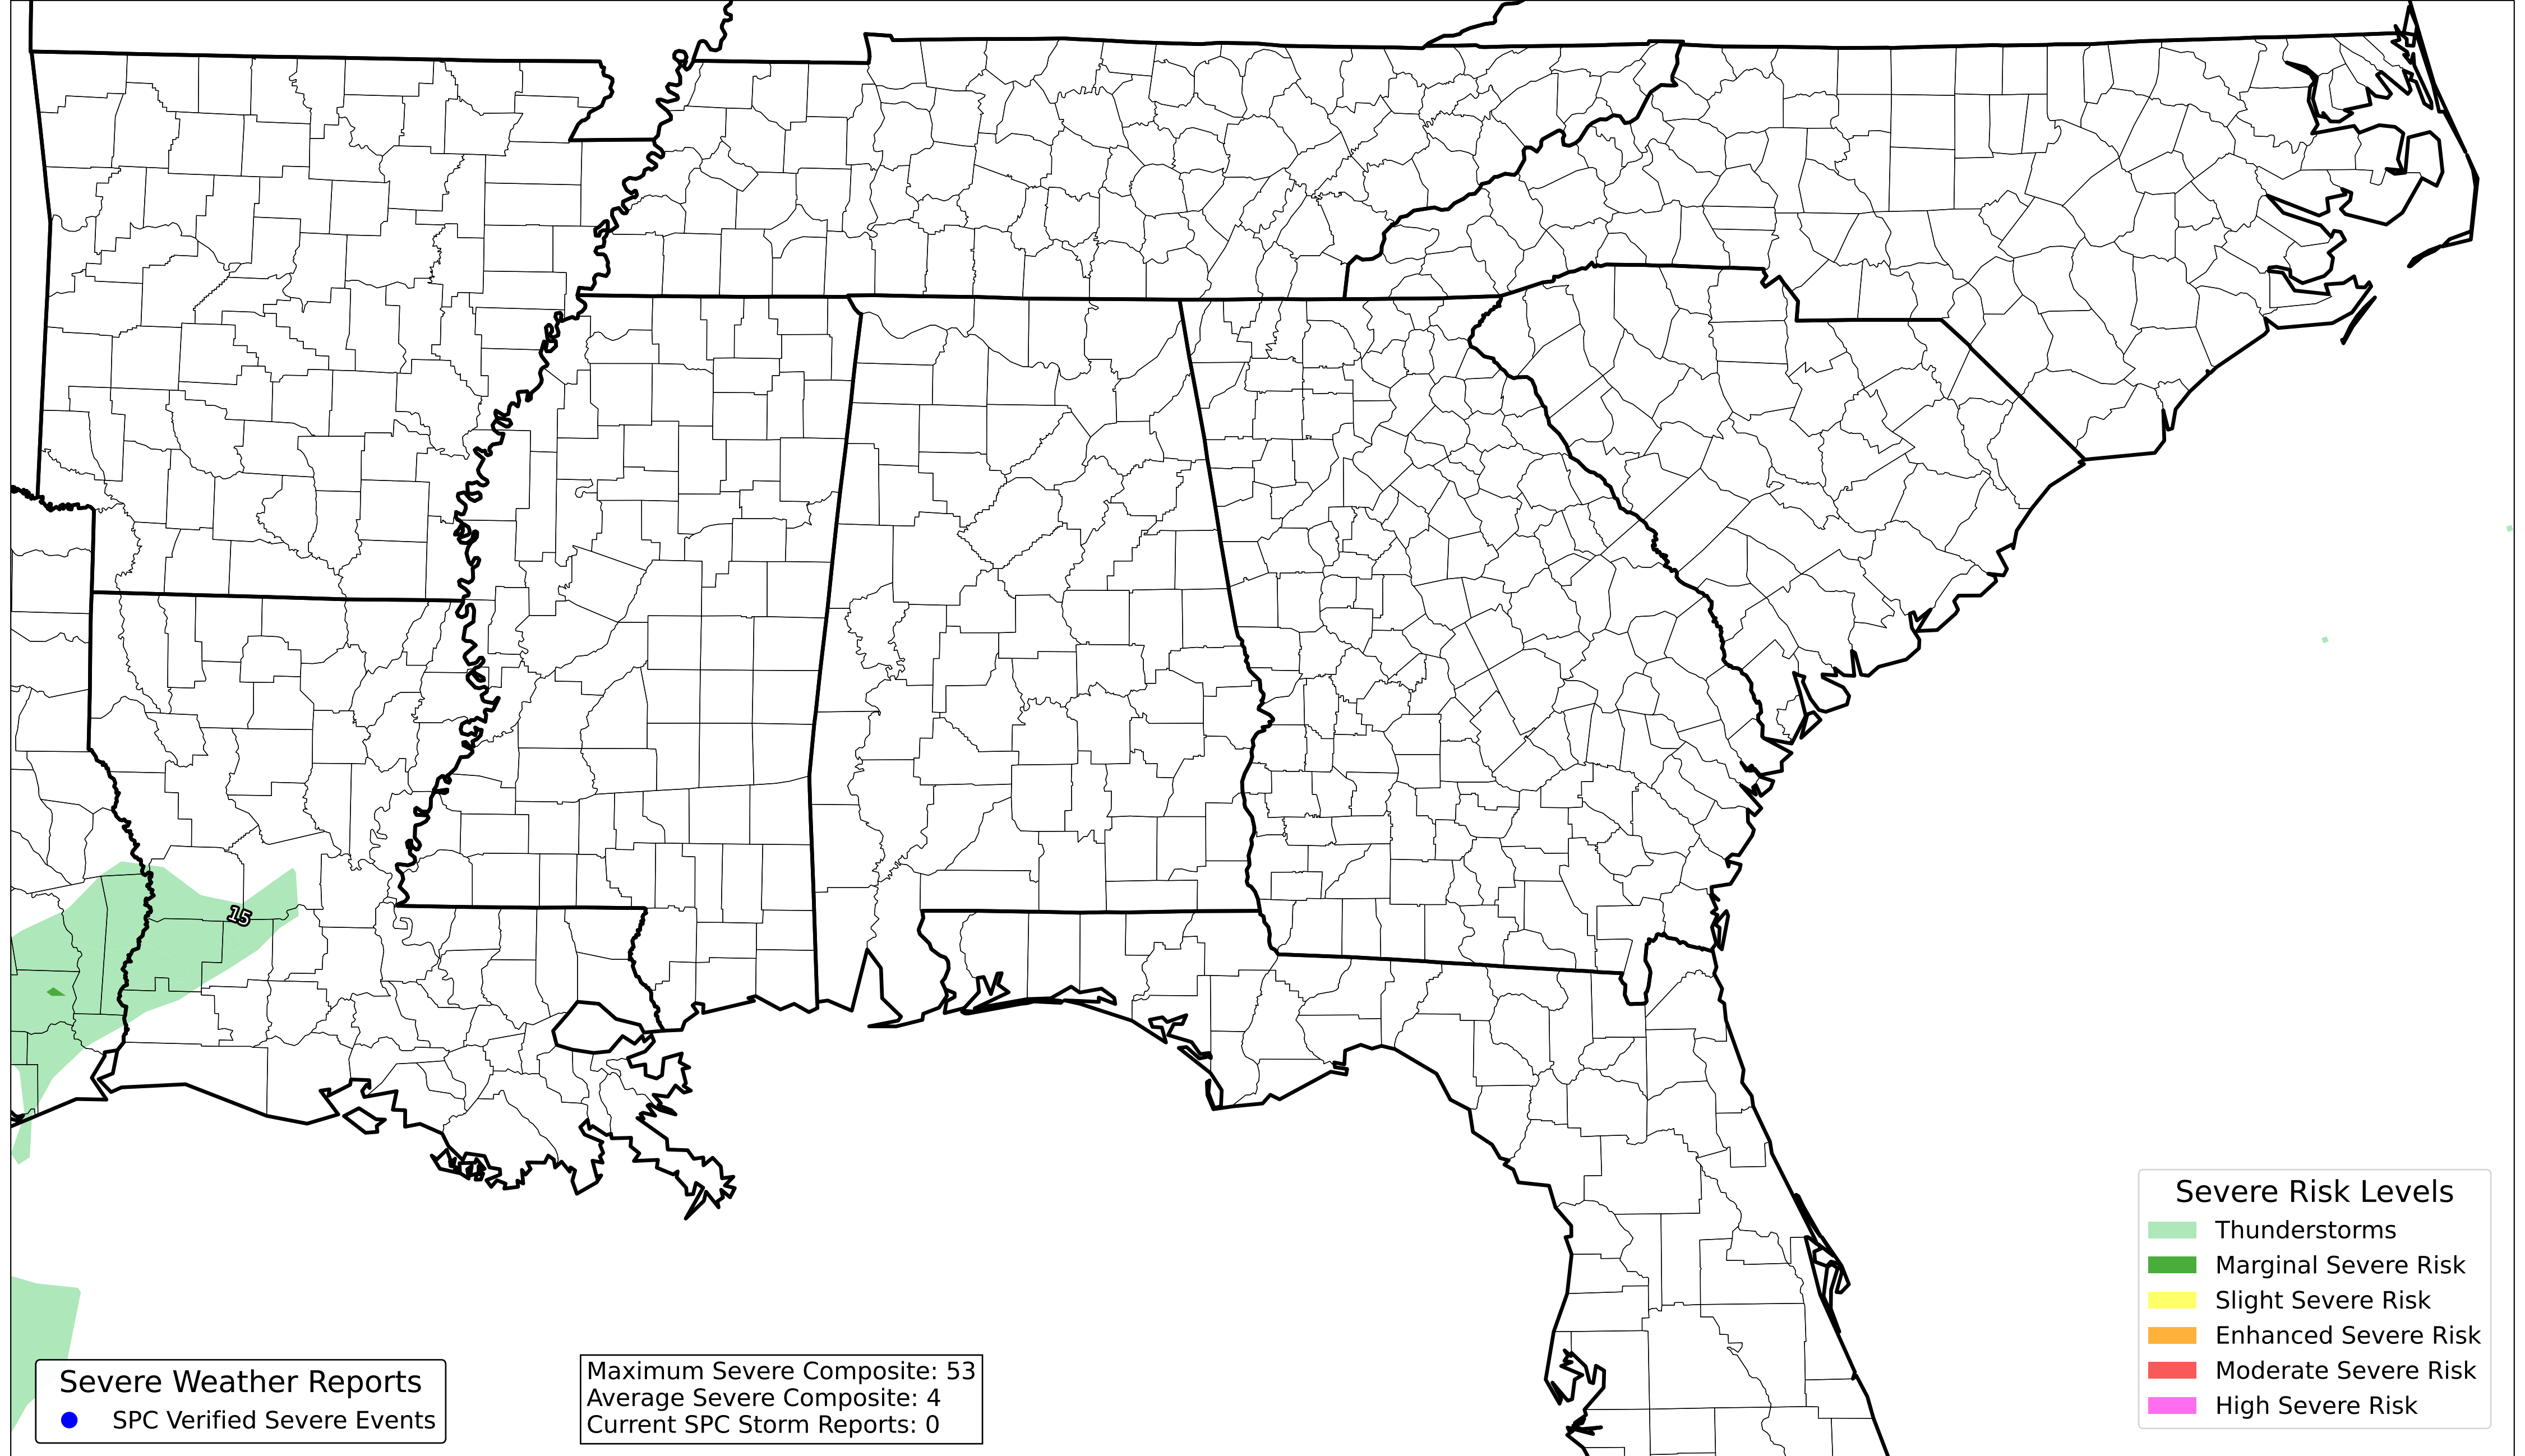 15
Severe Risk Levels
Thunderstorms
Marginal Severe Risk
Slight Severe Risk
Enhanced Severe Risk
Moderate Severe Risk
High Severe Risk
Severe Weather Reports
SPC Verified Severe Events
Maximum Severe Composite: 53
Average Severe Composite: 4
Current SPC Storm Reports: 0